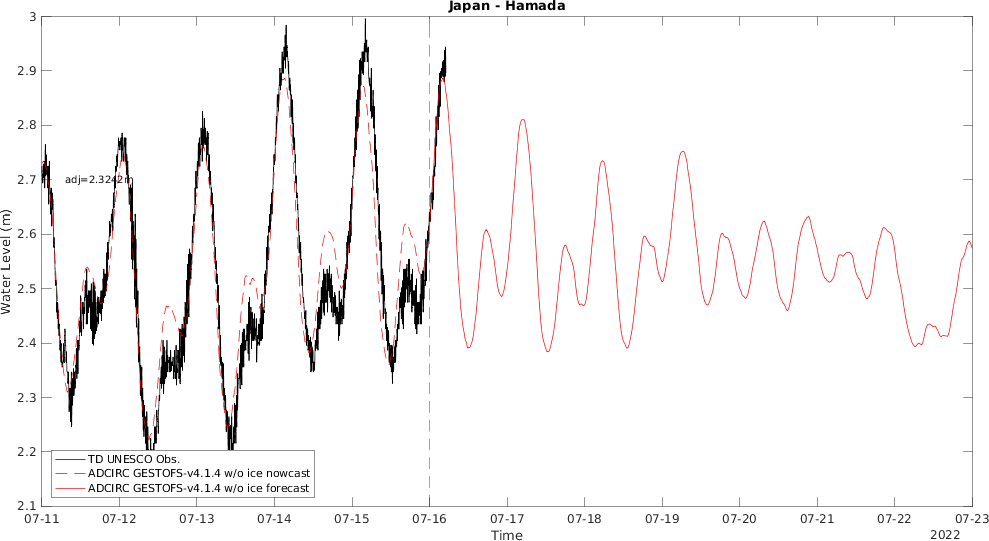 Japan - Hamada
3
2.9
2.8
2.7
2.6
2.5
2.4
2.3
2.2
2.1
Water Level (m)
adj=2.3242m
TD UNESCO Obs.
ADCIRC GESTOFS-v4.1.4 w/o ice nowcast
ADCIRC GESTOFS-v4.1.4 w/o ice forecast
07-11 07-12 07-13 07-14 07-15 07-16 07-17 07-18 07-19 07-20 07-21 07-22 07-23
Time
2022